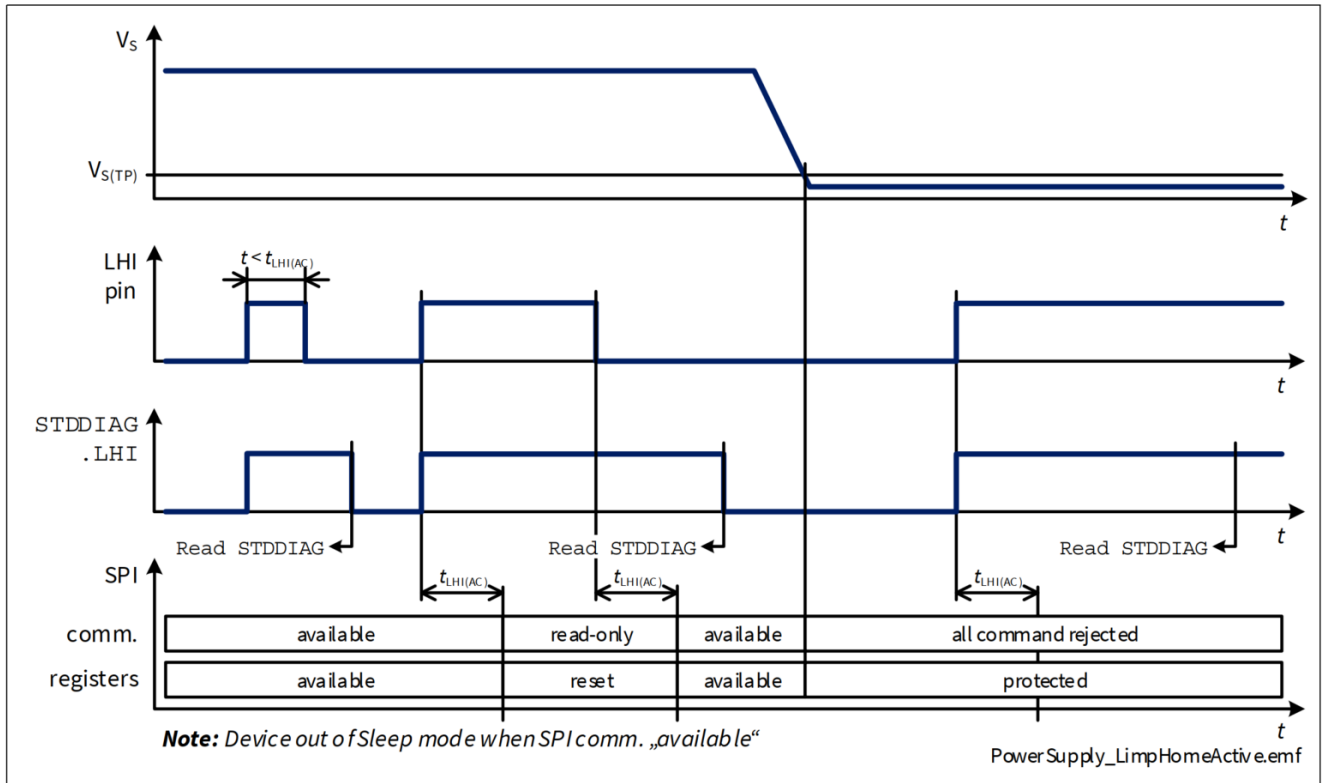 VS
VS(TP)
t
LHI
pin
t < tLHI(AC)
t
STDDIAG
.LHI
t
Read STDDIAG
Read STDDIAG
Read STDDIAG
SPI
tLHI(AC)
tLHI(AC)
tLHI(AC)
comm.
available
read-only
available
all command rejected
registers
available
reset
available
protected
t
Note: Device out of Sleep mode when SPI comm. „available“
PowerSupply_LimpHomeActive.emf